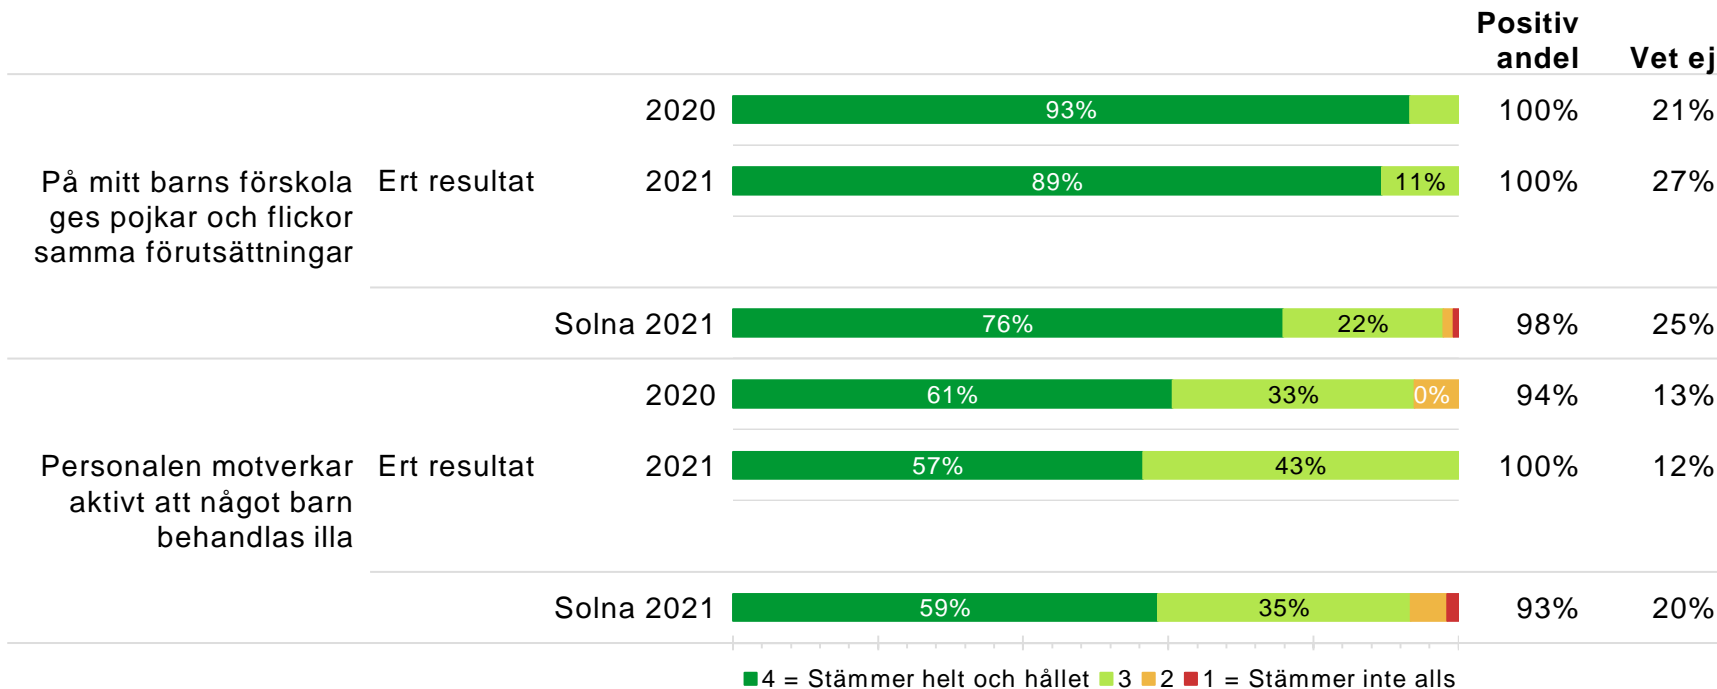 Positiv
andel Vet ej
2020 93% 100% 21%
På mitt barns förskola
ges pojkar och flickor
samma förutsättningar
Ert resultat 2021 89% 11% 100% 27%
Solna 2021 76% 22% 98% 25%
2020 61% 33% 0% 94% 13%
Personalen motverkar
aktivt att något barn
behandlas illa
Ert resultat 2021 57% 43% 100% 12%
Solna 2021 59% 35% 93% 20%
4 = Stämmer helt och hållet 3 2 1 = Stämmer inte alls